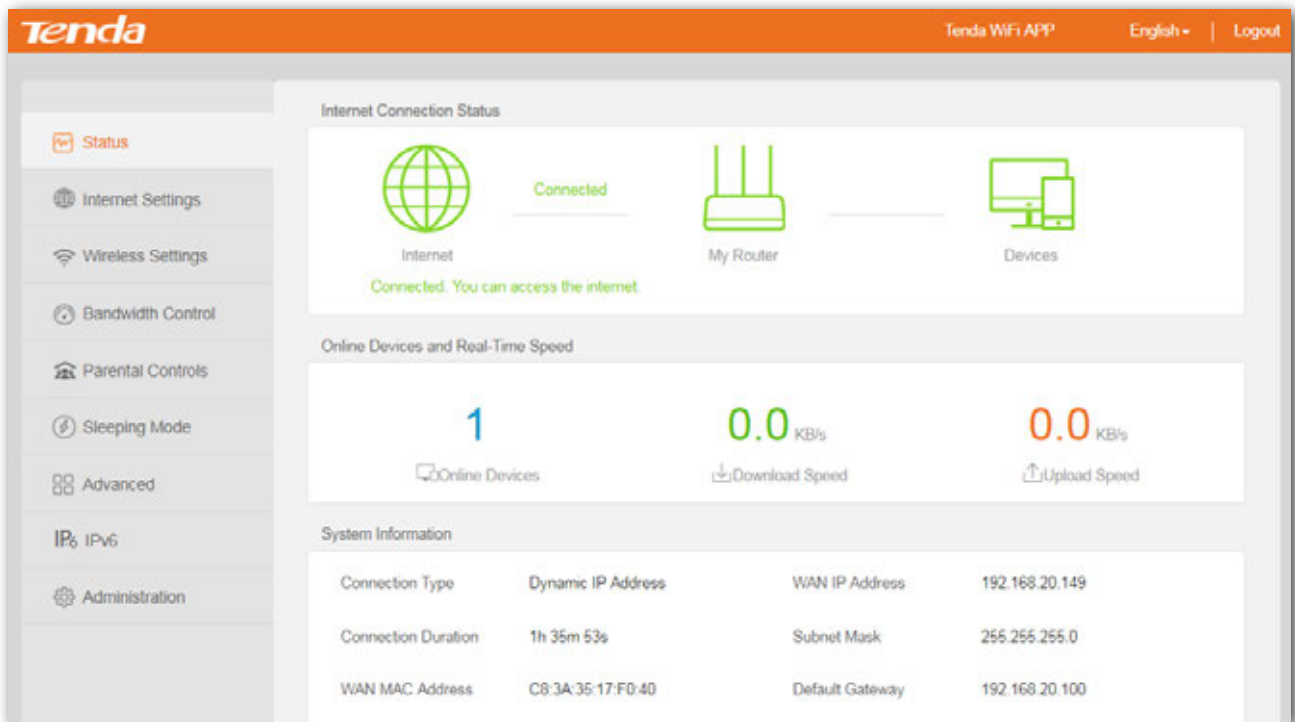 Tenda
Tenda WiFi APP English | Logout
Status
Internet Settings
Wireless Settings
Bandwidth Control
Parental Controls
Sleeping Mode
Advanced
IPv6 IPv6
Administration
Internet Connection Status
Connected
Internet My Router Devices
Connected. You can access the internet.
Online Devices and Real-Time Speed
1 0.0 KB/s 0.0 KB/s
Online Devices Download Speed Upload Speed
System Information
Connection Type Dynamic IP Address WAN IP Address 192.168.20.149
Connection Duration 1h 35m 53s Subnet Mask 255.255.255.0
WAN MAC Address C8:3A:35:17:F0:40 Default Gateway 192.168.20.100